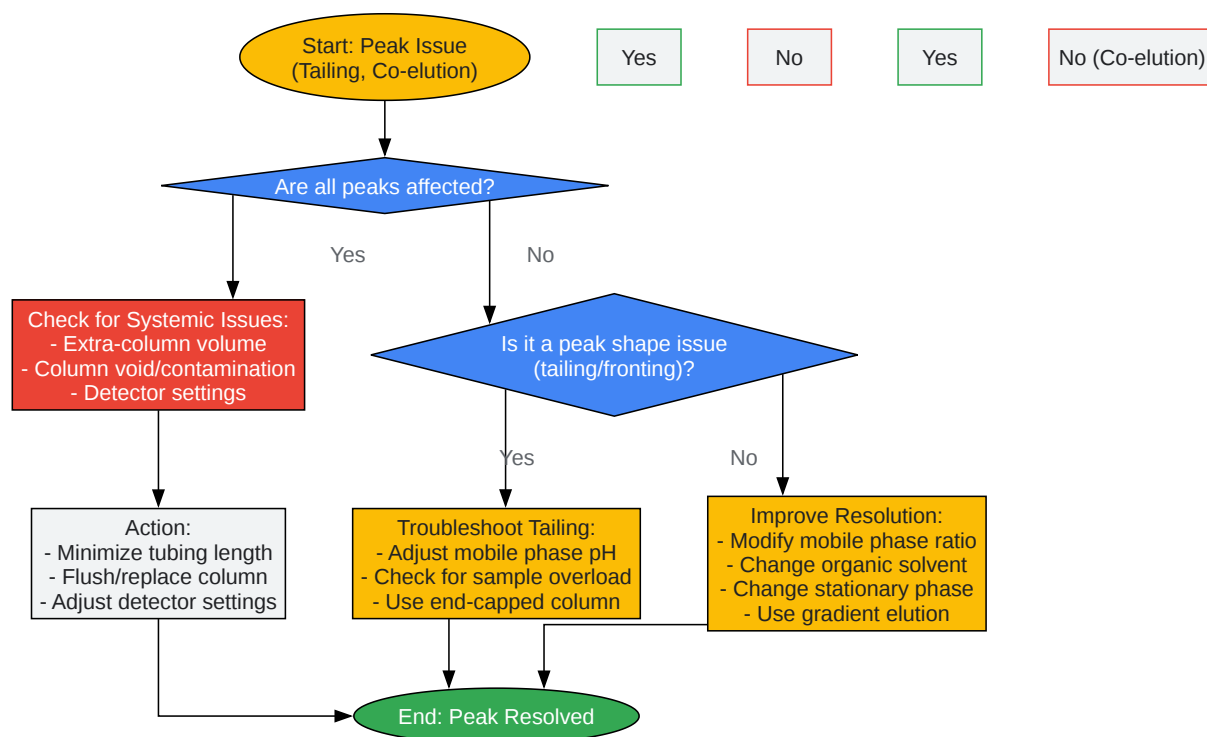 Start: Peak Issue
(Tailing, Co-elution)
Yes
No
Yes
No (Co-elution)
Are all peaks affected?
Yes
No
Check for Systemic Issues:
- Extra-column volume
- Column void/contamination
- Detector settings
Is it a peak shape issue
(tailing/fronting)?
Yes
No
Action:
- Minimize tubing length
- Flush/replace column
- Adjust detector settings
Troubleshoot Tailing:
- Adjust mobile phase pH
- Check for sample overload
- Use end-capped column
Improve Resolution:
- Modify mobile phase ratio
- Change organic solvent
- Change stationary phase
- Use gradient elution
End: Peak Resolved